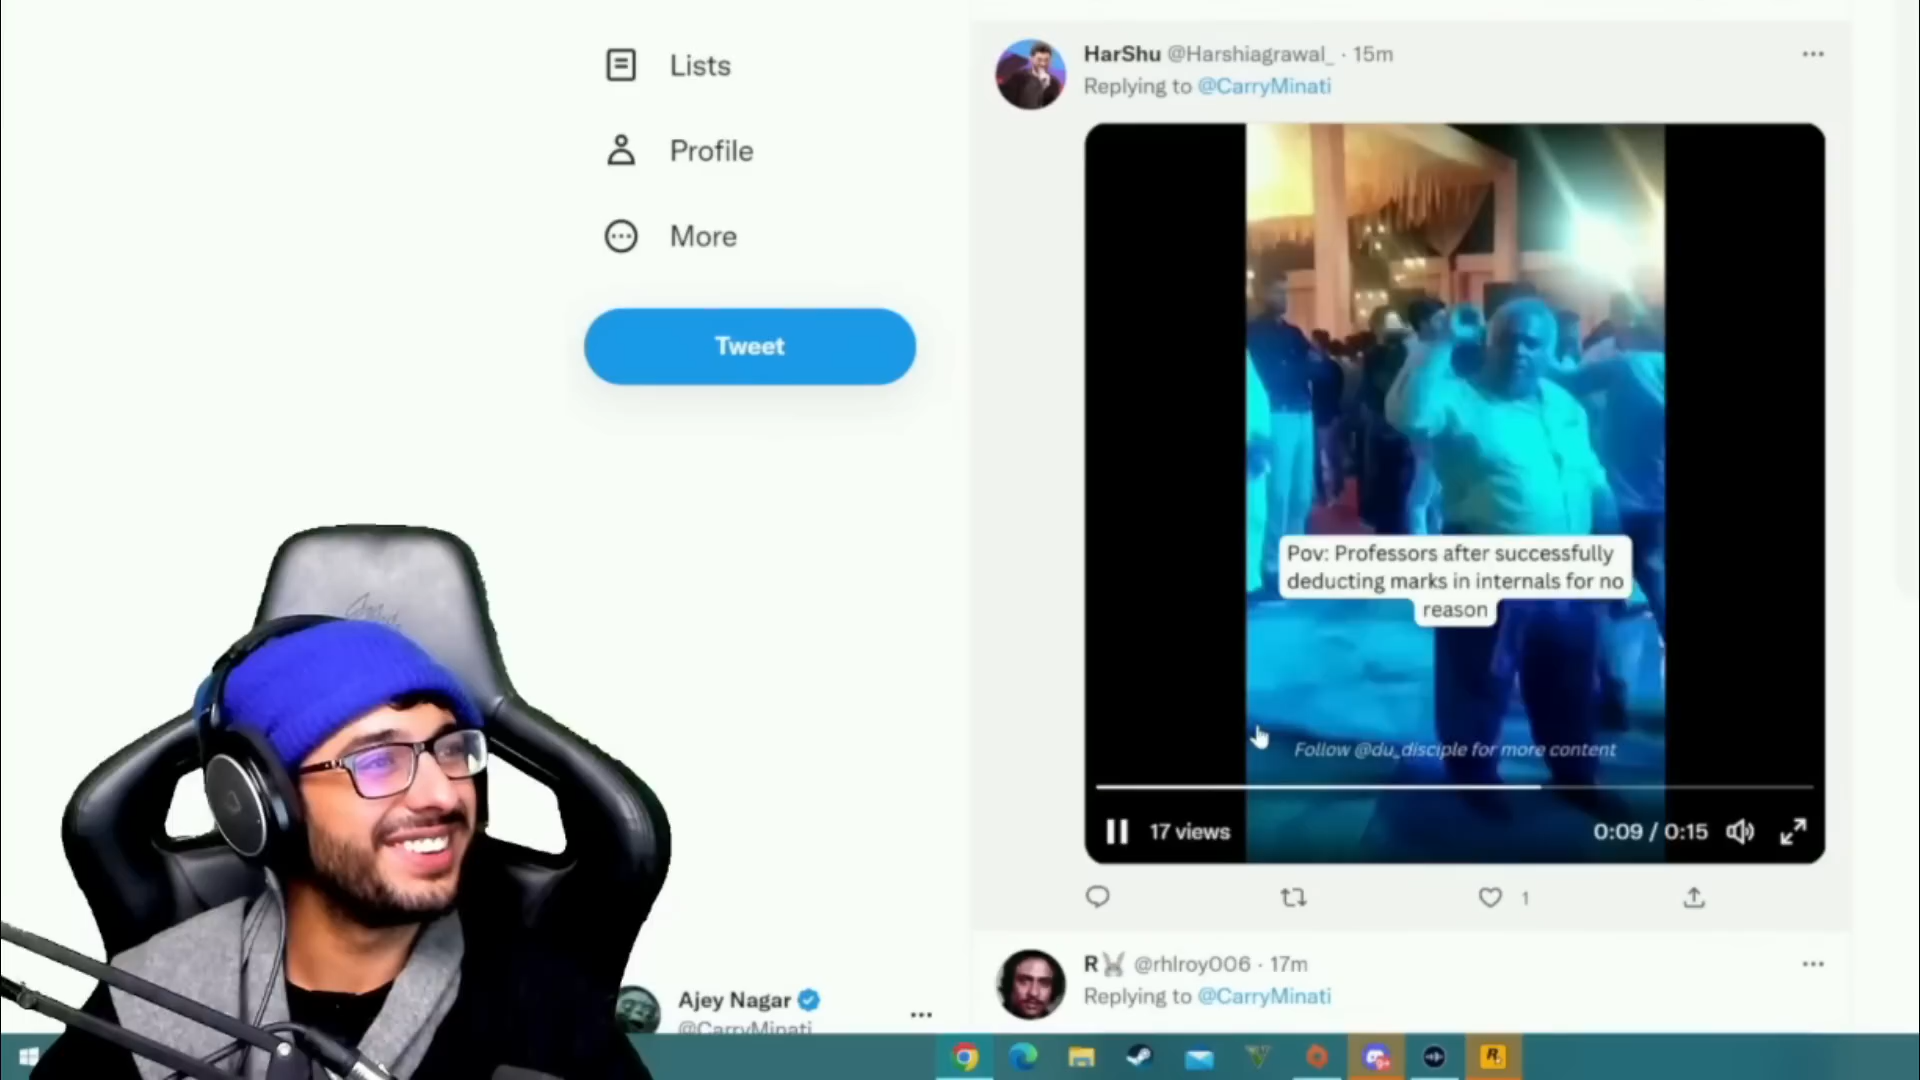 Lists
Profile
More
Tweet
Ajey Nagar
@CarryMinati
HarShu @Harshiagrawal_ · 15m
Replying to @CarryMinati
Pov: Professors after successfully
deducting marks in internals for no
reason
Follow @du_disciple for more content
17 views
0:09 / 0:15
1
R @rhlroy006 · 17m
Replying to @CarryMinati